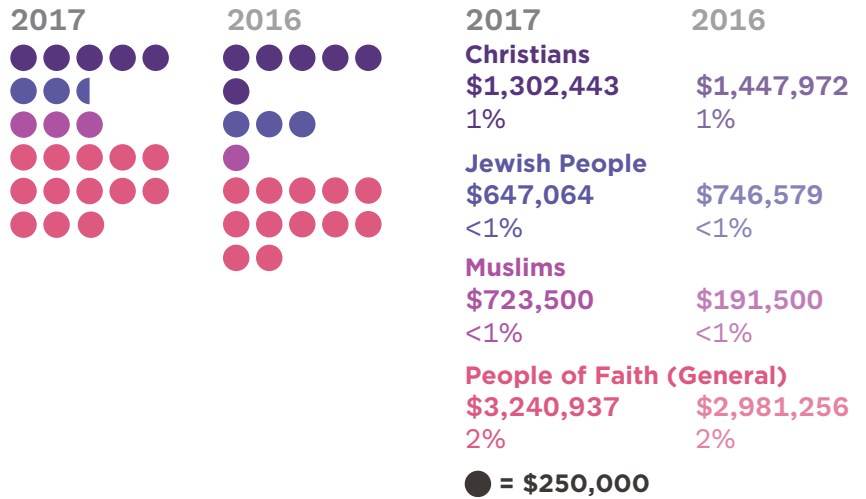 2017 2016 2017 2016
Christians
$1,302,443 $1,447,972
1% 1%
Jewish People
$647,064 $746,579
<1% <1%
Muslims
$723,500 $191,500
<1% <1%
People of Faith (General)
$3,240,937 $2,981,256
2% 2%
= $250,000